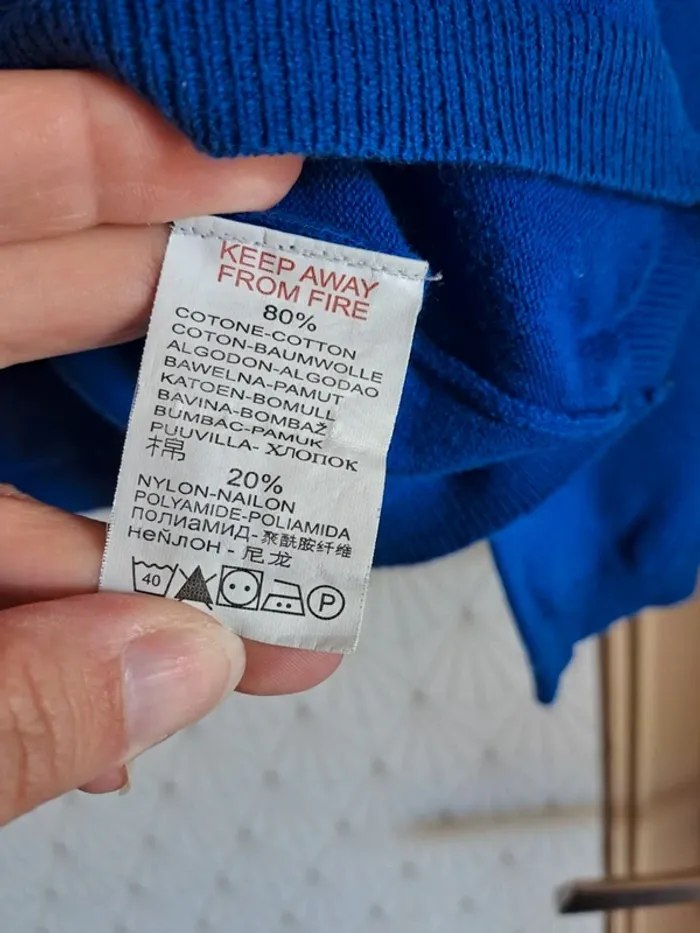 KEEP AWAY
FROM FIRE
80%
COTONE-COTTON
COTON-BAUMWOLLE
ALGODON-ALGODAO
BAWELNA-PAMUT
KATOEN-BOMULL
BAVINA-BOMBAŽ
BUMBAC-PAMUK
PUUVILLA- ХЛОПОК
棉
20%
NYLON-NAILON
POLYAMIDE-POLIAMIDA
ПОЛИаМИД-聚酰胺纤维
НейЛОН - 尼龙
40 P